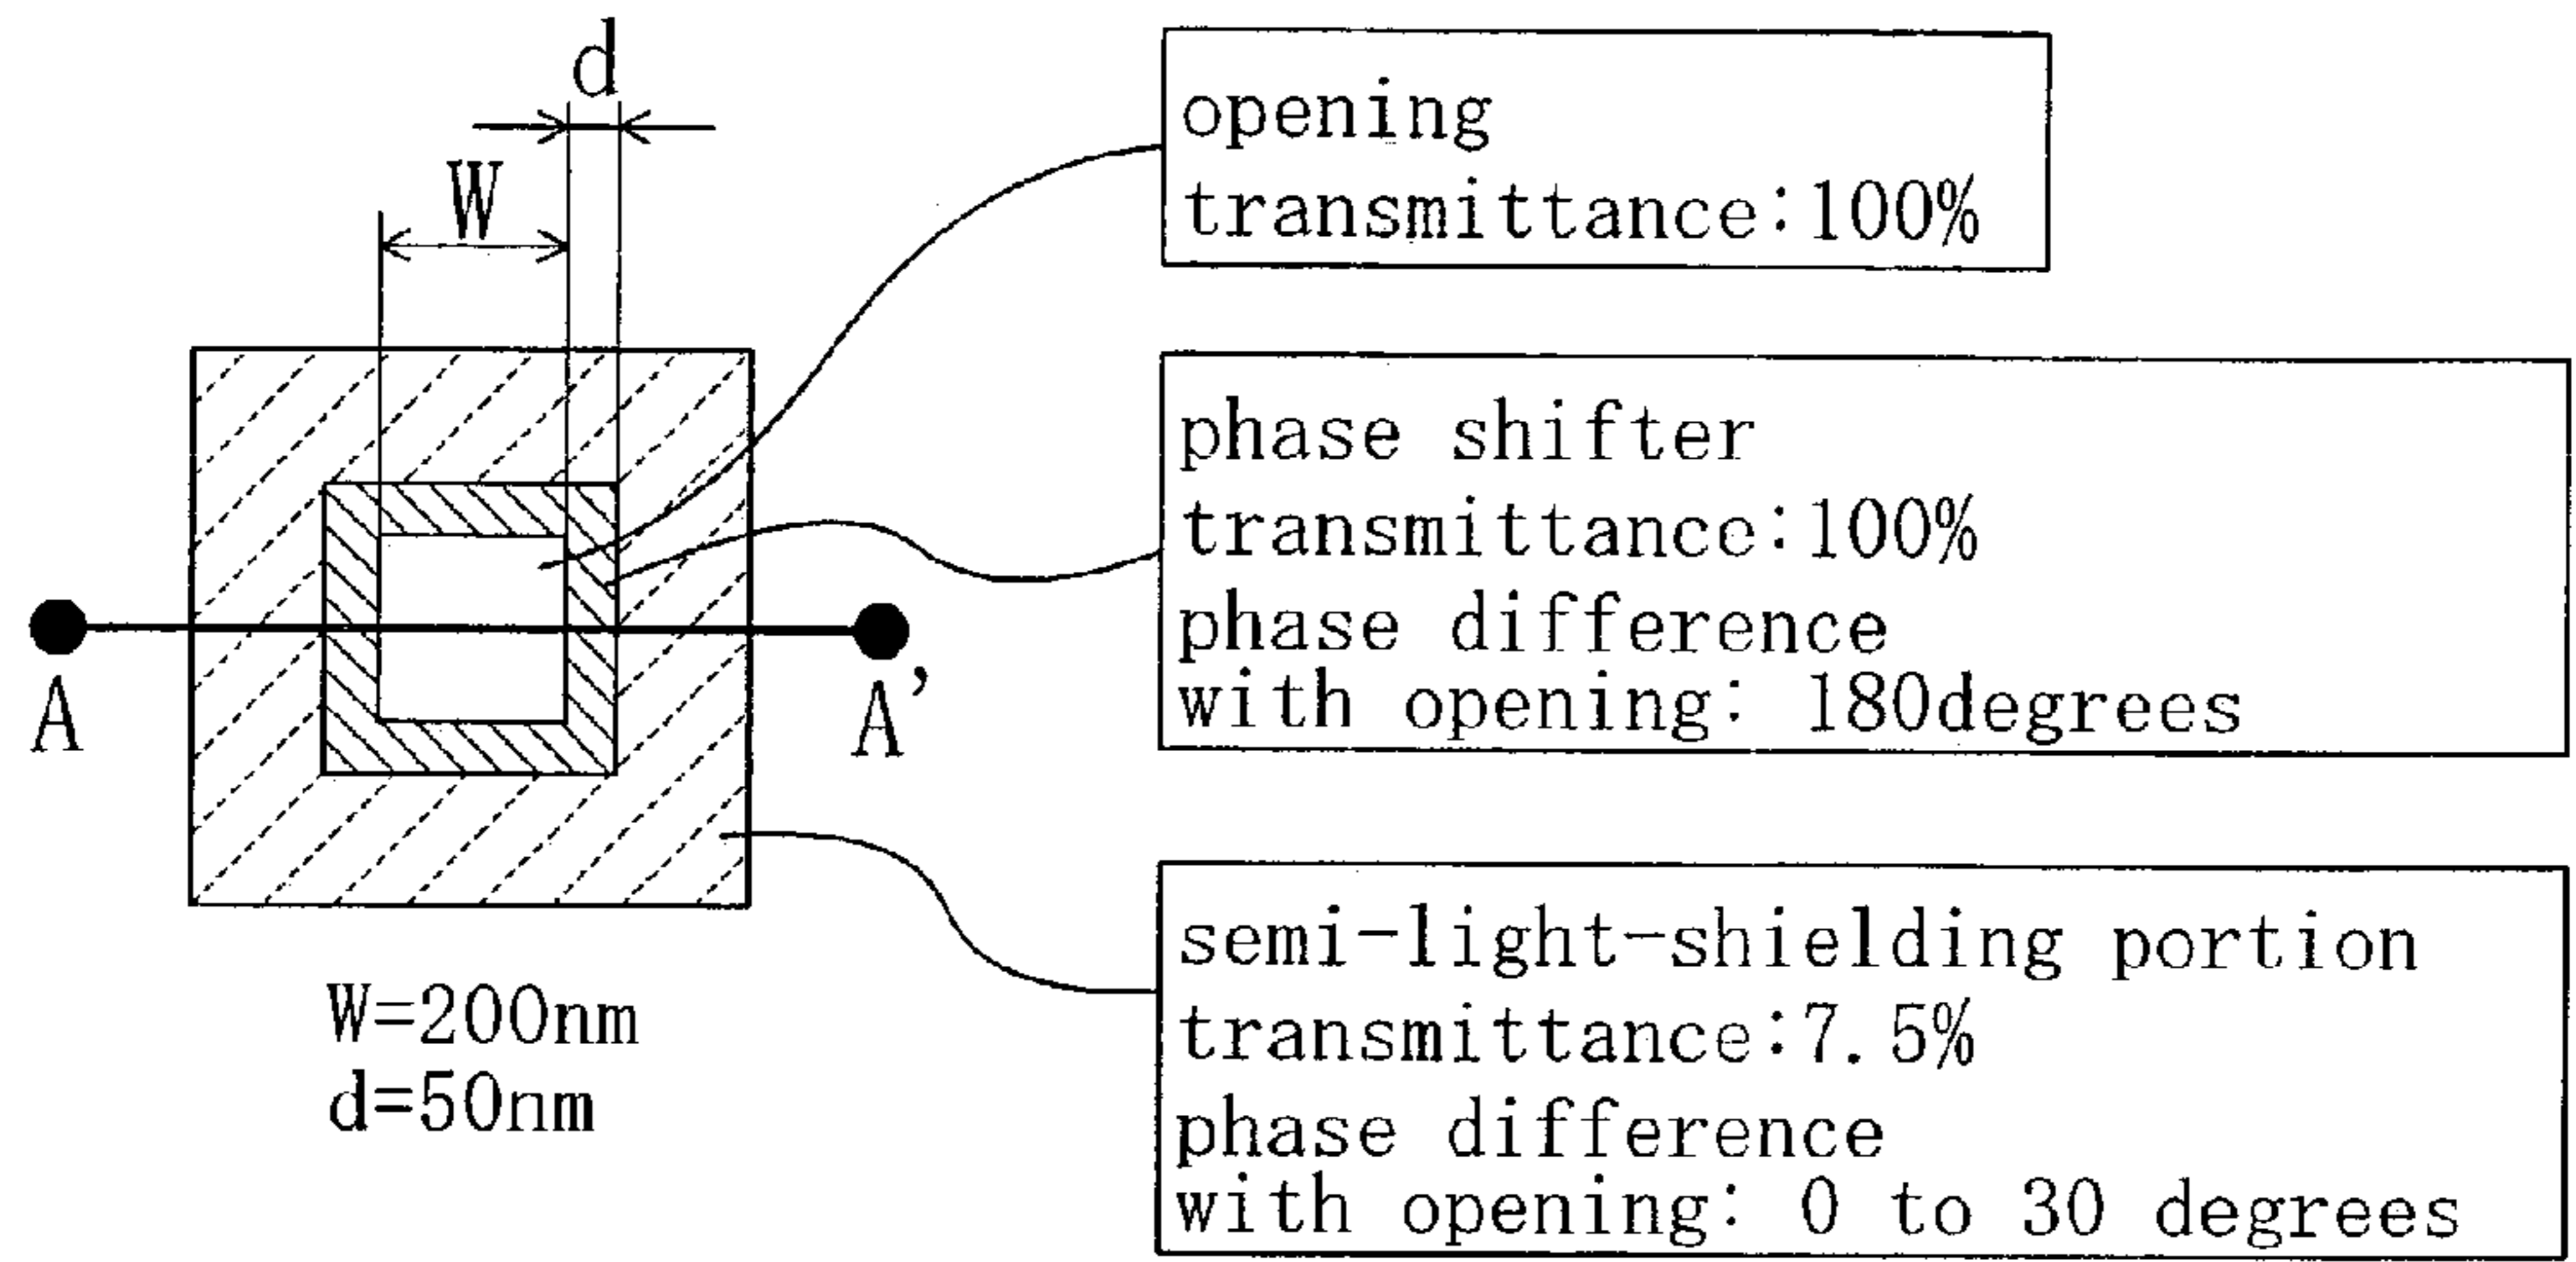 d
W
opening
transmittance:100%
phase shifter
transmittance:100%
phase difference
with opening: 180degrees
A
A'
semi-light-shielding portion
transmittance:7.5%
phase difference
with opening: 0 to 30 degrees
W=200nm
d=50nm